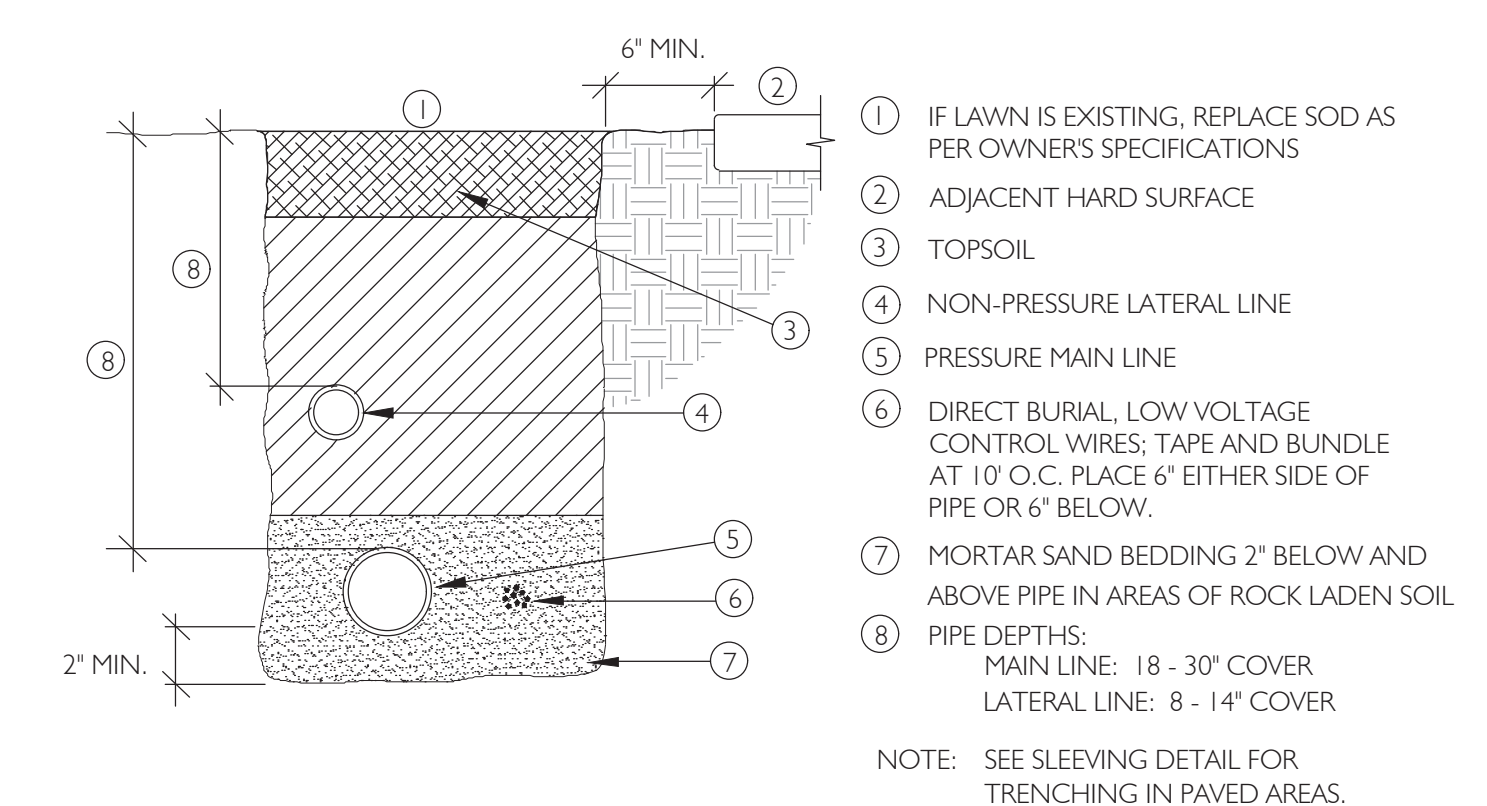 6" MIN.
1
2
8
8
3
4
5
6
7
2" MIN.
1 IF LAWN IS EXISTING, REPLACE SOD AS
PER OWNER'S SPECIFICATIONS
2 ADJACENT HARD SURFACE
3 TOPSOIL
4 NON-PRESSURE LATERAL LINE
5 PRESSURE MAIN LINE
6 DIRECT BURIAL, LOW VOLTAGE
CONTROL WIRES; TAPE AND BUNDLE
AT 10' O.C. PLACE 6" EITHER SIDE OF
PIPE OR 6" BELOW.
7 MORTAR SAND BEDDING 2" BELOW AND
ABOVE PIPE IN AREAS OF ROCK LADEN SOIL
8 PIPE DEPTHS:
MAIN LINE: 18 - 30" COVER
LATERAL LINE: 8 - 14" COVER
NOTE: SEE SLEEVING DETAIL FOR
TRENCHING IN PAVED AREAS.